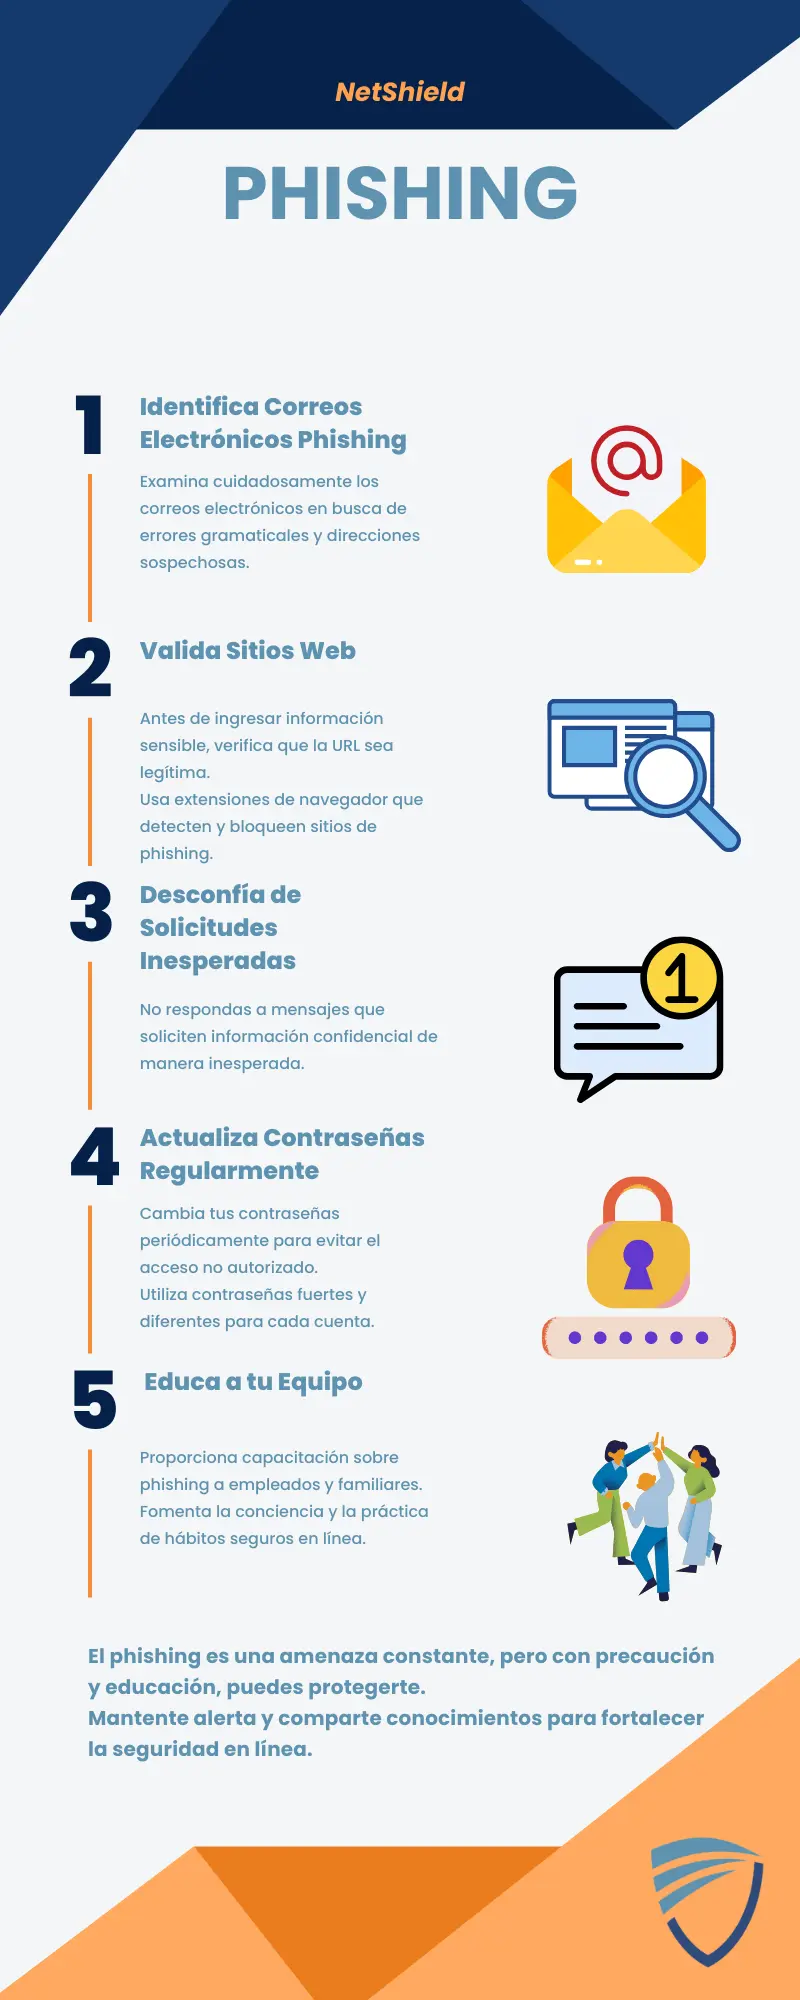 NetShield
PHISHING
1
Identifica Correos
Electrónicos Phishing
Examina cuidadosamente los
correos electrónicos en busca de
errores gramaticales y direcciones
sospechosas.
@
2
Valida Sitios Web
Antes de ingresar información
sensible, verifica que la URL sea
legítima.
Usa extensiones de navegador que
detecten y bloqueen sitios de
phishing.
3
Desconfía de
Solicitudes
Inesperadas
No respondas a mensajes que
soliciten información confidencial de
manera inesperada.
1
4
Actualiza Contraseñas
Regularmente
Cambia tus contraseñas
periódicamente para evitar el
acceso no autorizado.
Utiliza contraseñas fuertes y
diferentes para cada cuenta.
5
Educa a tu Equipo
Proporciona capacitación sobre
phishing a empleados y familiares.
Fomenta la conciencia y la práctica
de hábitos seguros en línea.
El phishing es una amenaza constante, pero con precaución
y educación, puedes protegerte.
Mantente alerta y comparte conocimientos para fortalecer
la seguridad en línea.